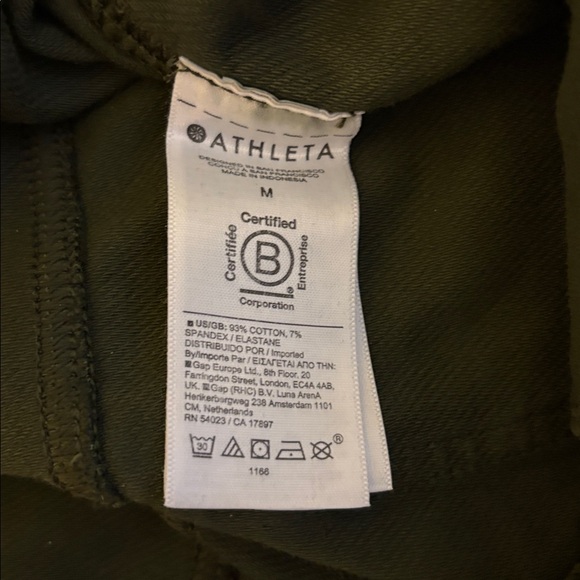 ATHLETA
DESIGNED IN SAN FRANCISCO
CONÇU A SAN FRANCISCO
MADE IN INDONESIA
M
Certified
Certifiée
B
Entreprise
Corporation
US/GB: 93% COTTON, 7%
SPANDEX / ELASTANE
DISTRIBUIDO POR / Imported
By/Importe Par / ΕΙΣΑΓΕΤΑΙ ΑΠΟ ΤΗΝ:
Gap Europe Ltd., 8th Floor, 20
Farringdon Street, London, EC4A 4AB,
UK. Gap (RHC) B.V. Luna ArenA
Herikerbergweg 238 Amsterdam 1101
CM, Netherlands
RN 54023 / CA 17897
30
®
1166